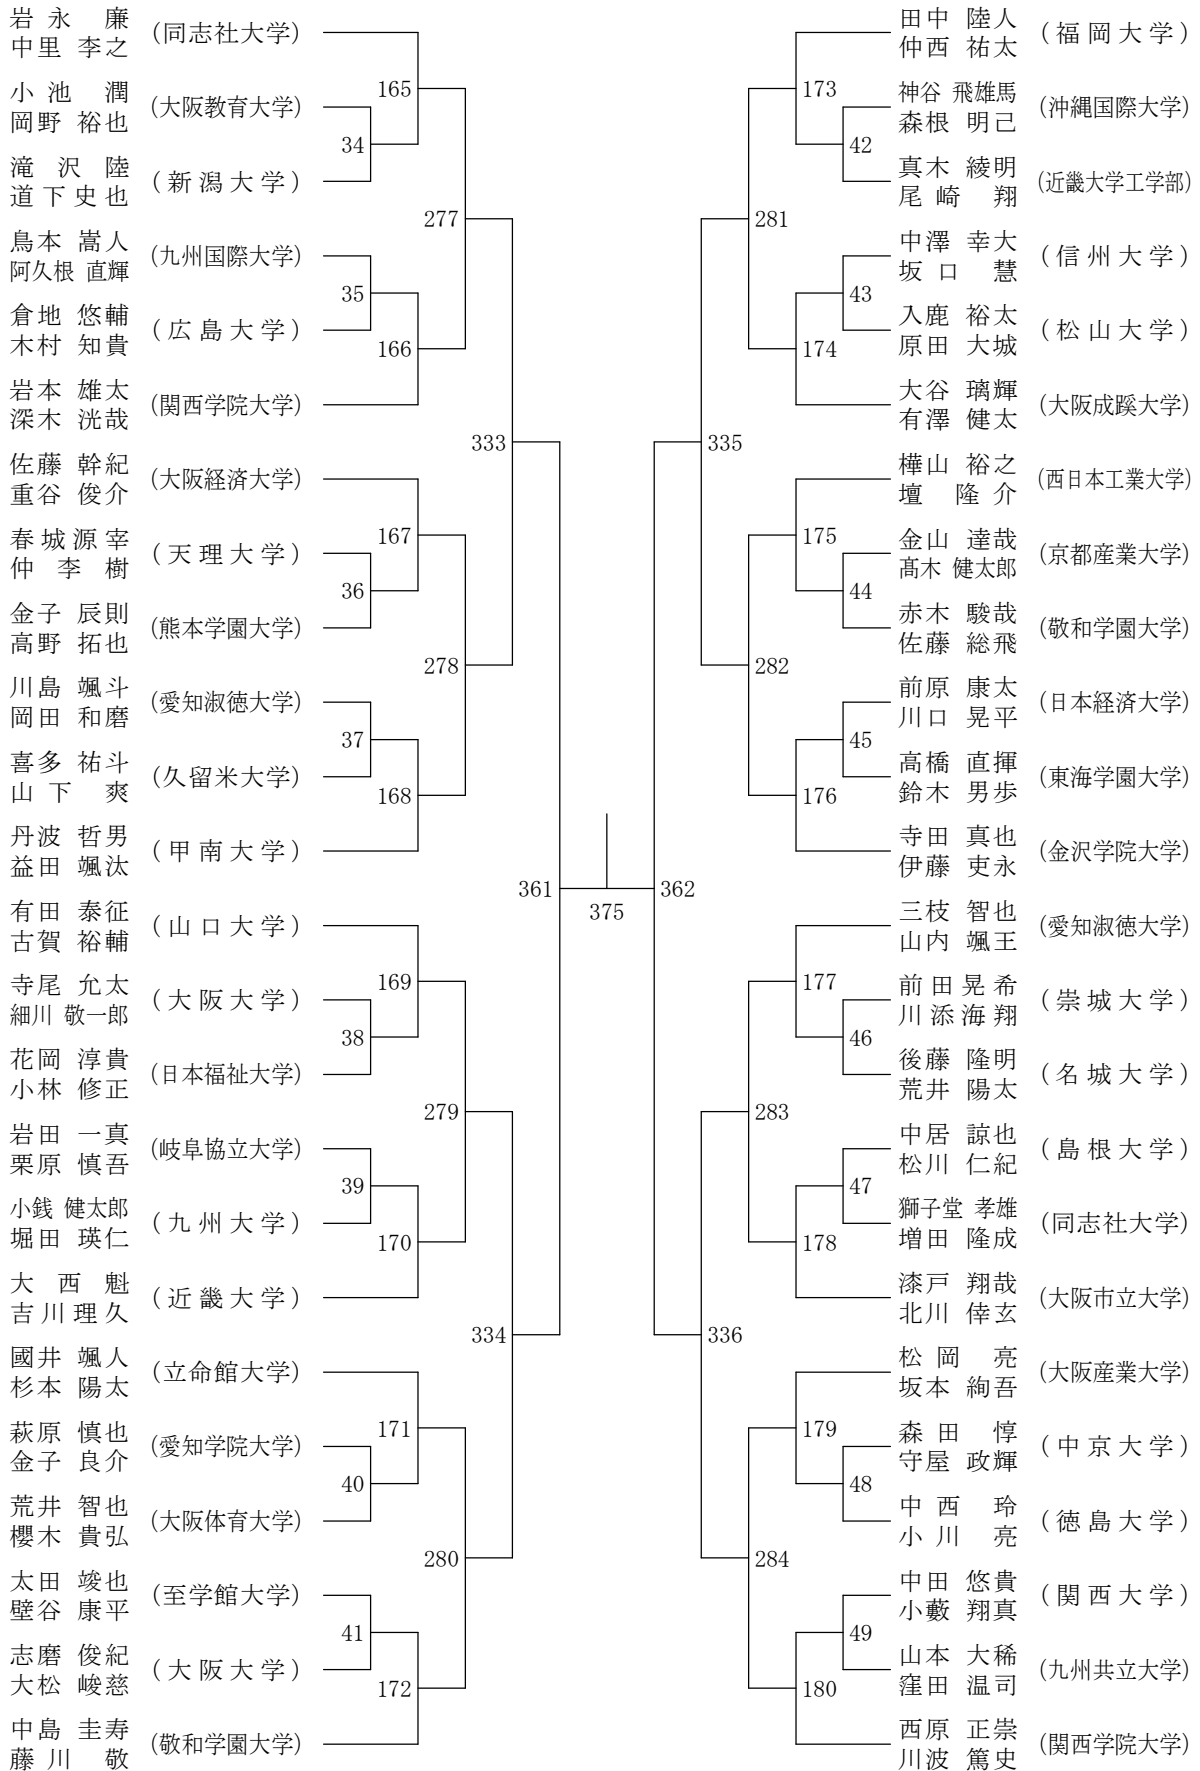 岩永 廉
中里 李之
(同志社大学)
165
小池 潤
岡野 裕也
(大阪教育大学)
34
滝沢 陸
道下史也
(新潟大学)
277
鳥本 嵩人
阿久根 直輝
(九州国際大学)
35
倉地 悠輔
木村 知貴
(広島大学)
166
岩本 雄太
深木 洸哉
(関西学院大学)
333
佐藤 幹紀
重谷 俊介
(大阪経済大学)
167
春城源宰
仲李樹
(天理大学)
36
金子 辰則
高野 拓也
(熊本学園大学)
278
川島 颯斗
岡田 和磨
(愛知淑徳大学)
37
喜多 祐斗
山下 爽
(久留米大学)
168
丹波 哲男
益田 颯汰
(甲南大学)
361
有田 泰征
古賀 裕輔
(山口大学)
169
寺尾 允太
細川 敬一郎
(大阪大学)
38
花岡 淳貴
小林 修正
(日本福祉大学)
279
岩田 一真
栗原 慎吾
(岐阜協立大学)
39
小銭 健太郎
堀田 瑛仁
(九州大学)
170
大西魁
吉川理久
(近畿大学)
334
國井 颯人
杉本 陽太
(立命館大学)
171
萩原 慎也
金子 良介
(愛知学院大学)
40
荒井 智也
櫻木 貴弘
(大阪体育大学)
280
太田 竣也
壁谷 康平
(至学館大学)
41
志磨 俊紀
大松 峻慈
(大阪大学)
172
中島 圭寿
藤川 敬
(敬和学園大学)
375
田中 陸人
仲西 祐太
(福岡大学)
173
神谷 飛雄馬
森根 明己
(沖縄国際大学)
42
真木 綾明
尾崎 翔
(近畿大学工学部)
281
中澤 幸大
坂口 慧
(信州大学)
43
入鹿 裕太
原田 大城
(松山大学)
174
大谷 璃輝
有澤 健太
(大阪成蹊大学)
335
樺山 裕之
壇 隆介
(西日本工業大学)
175
金山 達哉
髙木 健太郎
(京都産業大学)
44
赤木 駿哉
佐藤 総飛
(敬和学園大学)
282
前原 康太
川口 晃平
(日本経済大学)
45
高橋 直揮
鈴木 男歩
(東海学園大学)
176
寺田 真也
伊藤 吏永
(金沢学院大学)
362
三枝 智也
山内 颯王
(愛知淑徳大学)
177
前田晃希
川添海翔
(崇城大学)
46
後藤 隆明
荒井 陽太
(名城大学)
283
中居 諒也
松川 仁紀
(島根大学)
47
獅子堂 孝雄
増田 隆成
(同志社大学)
178
漆戸 翔哉
北川 倖玄
(大阪市立大学)
336
松岡 亮
坂本 絢吾
(大阪産業大学)
179
森田 惇
守屋 政輝
(中京大学)
48
中西 玲
小川 亮
(徳島大学)
284
中田 悠貴
小藪 翔真
(関西大学)
49
山本 大稀
窪田 温司
(九州共立大学)
180
西原 正崇
川波 篤史
(関西学院大学)